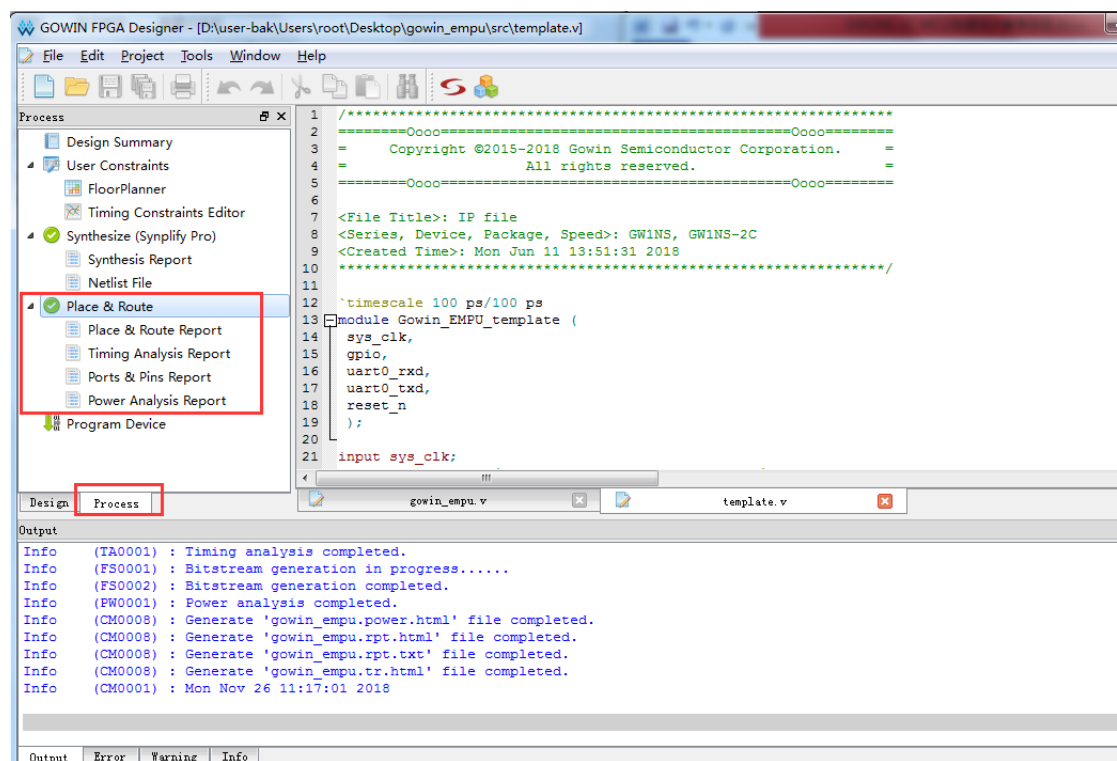 GOWIN FPGA Designer - [D:\user-bak\Users\root\Desktop\gowin_empu\src\template.v]
File Edit Project Tools Window Help
Process
Design Summary
User Constraints
FloorPlanner
Timing Constraints Editor
Synthesize (Synplify Pro)
Synthesis Report
Netlist File
Place & Route
Place & Route Report
Timing Analysis Report
Ports & Pins Report
Power Analysis Report
Program Device
Design Process
1 /****************************************************************
2 ========Oooo=========================================Oooo========
3 =     Copyright ©2015-2018 Gowin Semiconductor Corporation.     =
4 =                     All rights reserved.                      =
5 ========Oooo=========================================Oooo========
6
7 <File Title>: IP file
8 <Series, Device, Package, Speed>: GW1NS, GW1NS-2C
9 <Created Time>: Mon Jun 11 13:51:31 2018
10 ****************************************************************/
11
12 `timescale 100 ps/100 ps
13 module Gowin_EMPU_template (
14 sys_clk,
15 gpio,
16 uart0_rxd,
17 uart0_txd,
18 reset_n
19 );
20
21 input sys_clk;
gowin_empu.v template.v
Output
Info (TA0001) : Timing analysis completed.
Info (FS0001) : Bitstream generation in progress......
Info (FS0002) : Bitstream generation completed.
Info (PW0001) : Power analysis completed.
Info (CM0008) : Generate 'gowin_empu.power.html' file completed.
Info (CM0008) : Generate 'gowin_empu.rpt.html' file completed.
Info (CM0008) : Generate 'gowin_empu.rpt.txt' file completed.
Info (CM0008) : Generate 'gowin_empu.tr.html' file completed.
Info (CM0001) : Mon Nov 26 11:17:01 2018
Output Error Warning Info